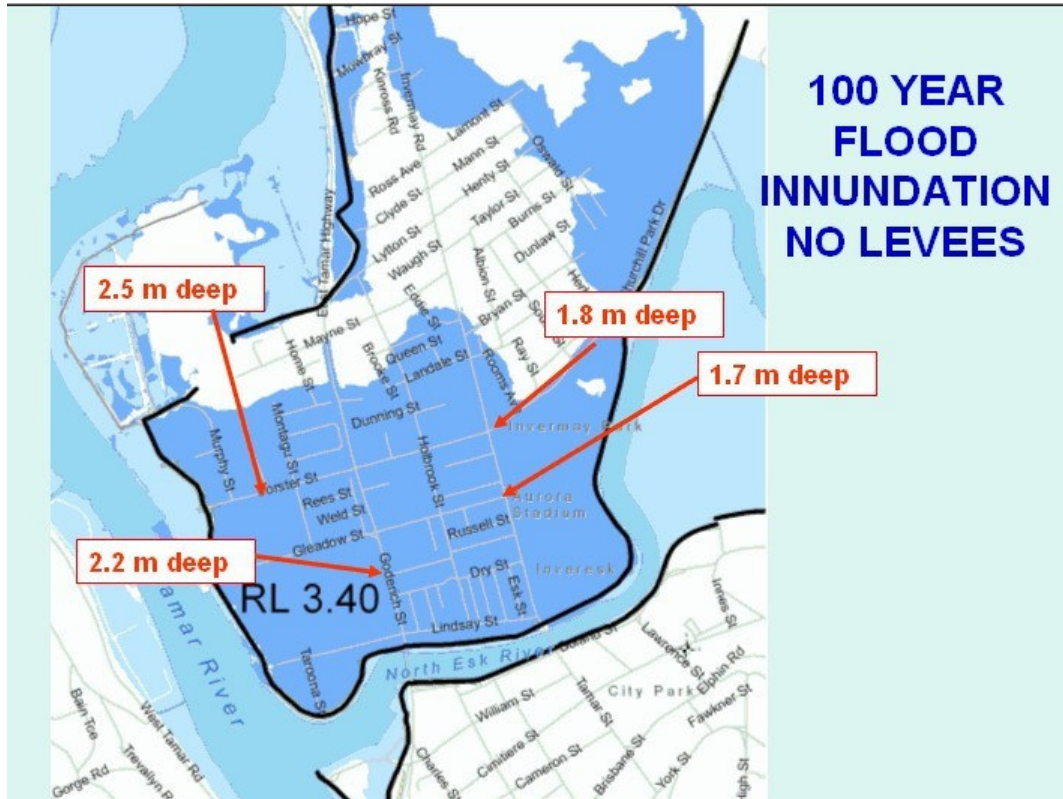 100 YEAR
FLOOD
INNUNDATION
NO LEVEES
Hope St
Mowbray St
Kinross Rd
Invermay Rd
Lamont St
Oswald St
Ross Ave
Mann St
Clyde St
Henty St
Taylor St
Burns St
Lytton St
Dunlaw St
Waugh St
Albion St
East Tamar Highway
Churchill Park Dr
2.5 m deep
1.8 m deep
1.7 m deep
Eddie St
Bryan St
Mayne St
Home St
Brooke St
Queen St
Landale St
Rooms Ave
Ray St
Dunning St
Invermay Park
Montagu St
Murphy St
Holbrook St
Forster St
Rees St
Aurora
Stadium
Weld St
Russell St
Gleadow St
2.2 m deep
Goderich St
Dry St
Inveresk
Esk St
RL 3.40
Lindsay St
Tamar River
North Esk River
Boland St
Taroona St
Innes St
Lawrence St
Elphin Rd
City Park
Fawkner St
William St
Tamar St
Bain Tce
West Tamar Rd
Cimitiere St
Cameron St
Charles St
Brisbane St
York St
High St
Gorge Rd
Trevallyn R